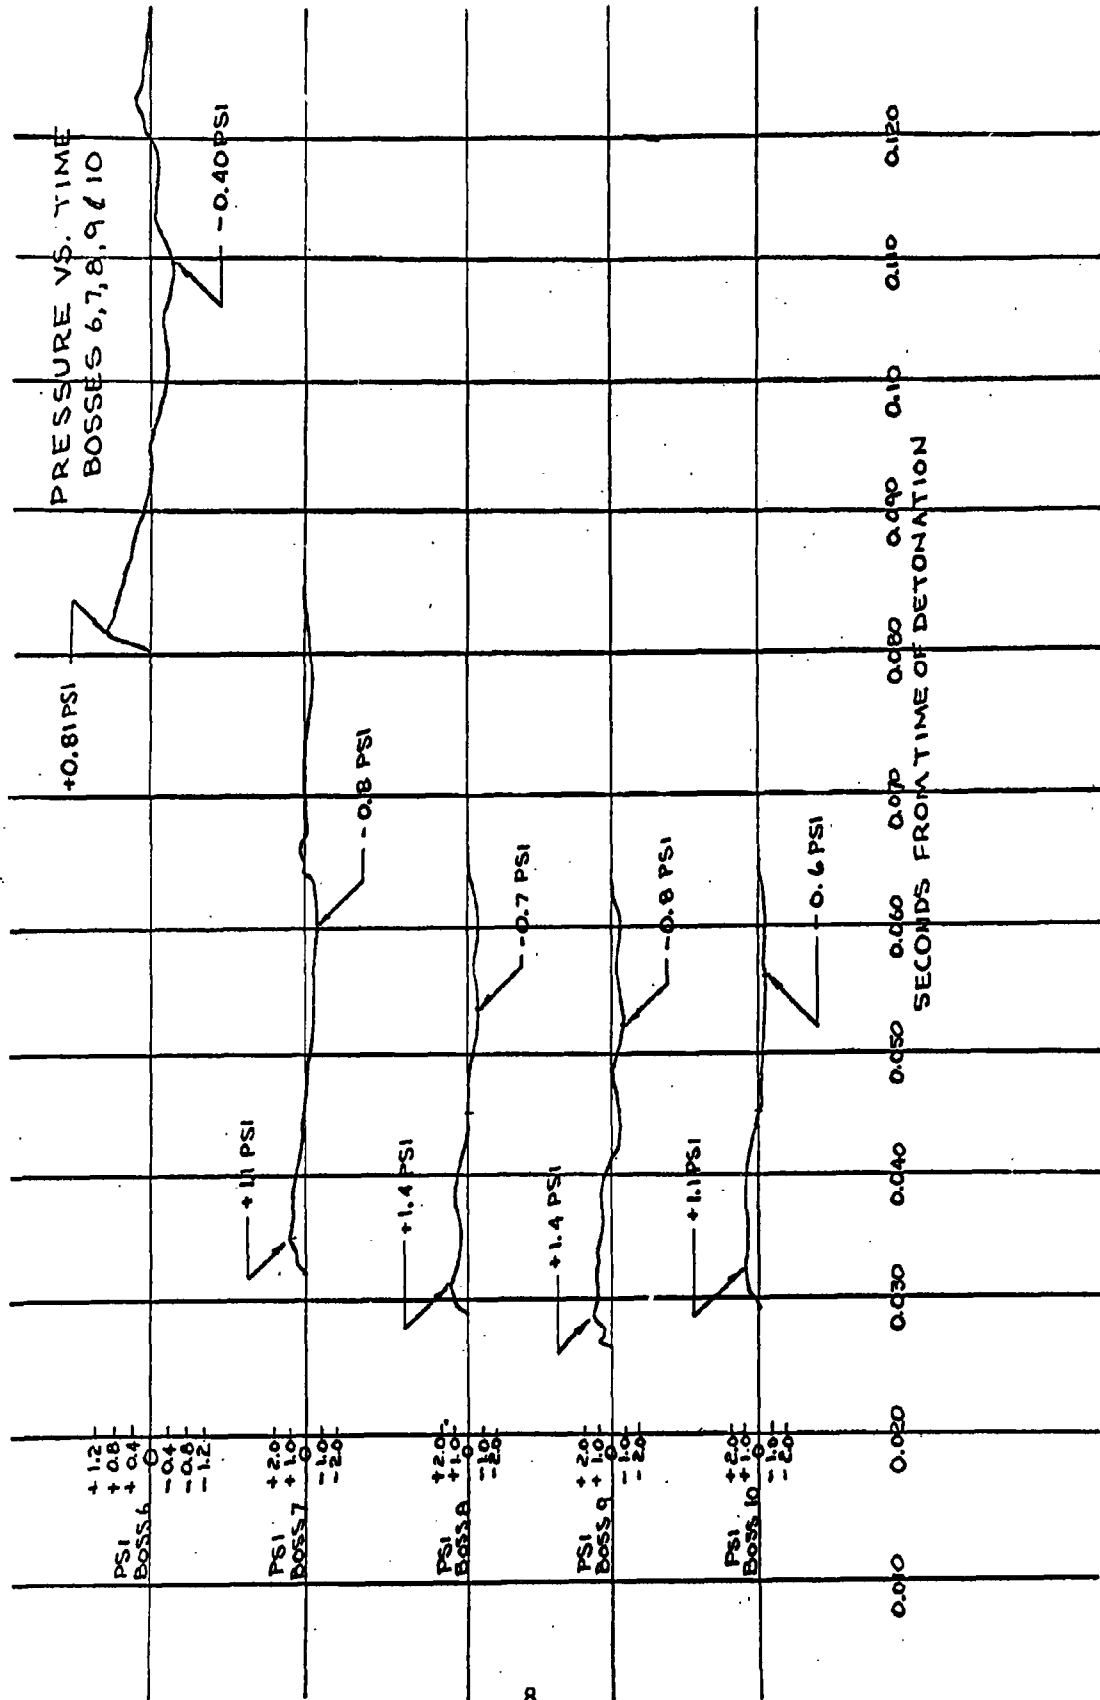 PRESSURE VS. TIME
BOSSES 6,7,8,9 & 10
+0.81 PSI
-0.40 PSI
+1.2
+0.8
+0.4
0
-0.4
-0.8
-1.2
PSI
BOSS 6
+1.1 PSI
-0.8 PSI
+2.0
+1.0
0
-1.0
-2.0
PSI
BOSS 7
+1.4 PSI
-0.7 PSI
+2.0
+1.0
0
-1.0
-2.0
PSI
BOSS 8
+1.4 PSI
-0.8 PSI
+2.0
+1.0
0
-1.0
-2.0
PSI
BOSS 9
+1.1 PSI
-0.6 PSI
+2.0
+1.0
0
-1.0
-2.0
PSI
BOSS 10
0.010 0.020 0.030 0.040 0.050 0.060 0.070 0.080 0.090 0.10 0.110 0.120
SECONDS FROM TIME OF DETONATION
8